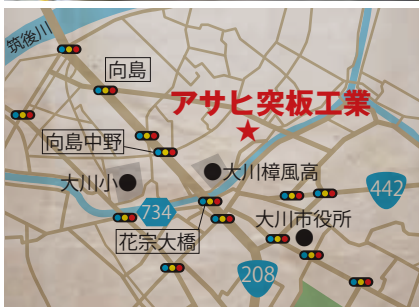 筑後川
向島
アサヒ突板工業
向島中野
大川樟風高
大川小
442
734
大川市役所
花宗大橋
208